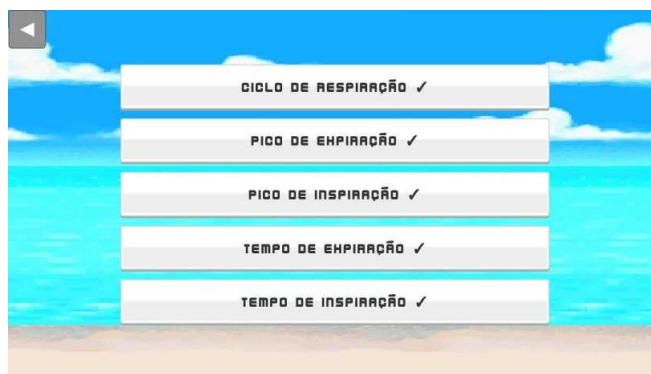 CICLO DE RESPIRAÇÃO ✓
PICO DE EXPIRAÇÃO ✓
PICO DE INSPIRAÇÃO ✓
TEMPO DE EXPIRAÇÃO ✓
TEMPO DE INSPIRAÇÃO ✓